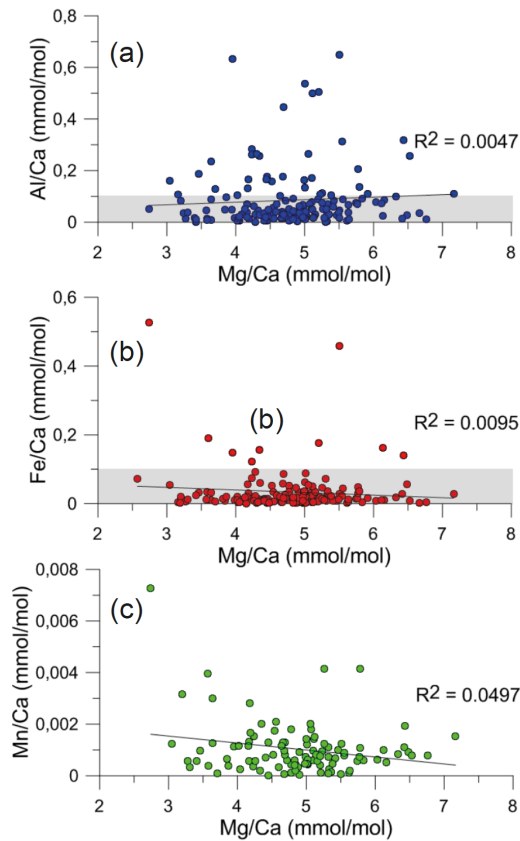 0,8
(a)
0,6
0,4
R2 = 0.0047
0,2
0
Al/Ca (mmol/mol)
2 3 4 5 6 7 8
Mg/Ca (mmol/mol)
0,6
(b)
0,4
(b)
R2 = 0.0095
0,2
0
Fe/Ca (mmol/mol)
2 3 4 5 6 7 8
Mg/Ca (mmol/mol)
0,008
(c)
0,006
0,004
R2 = 0.0497
0,002
0
Mn/Ca (mmol/mol)
2 3 4 5 6 7 8
Mg/Ca (mmol/mol)